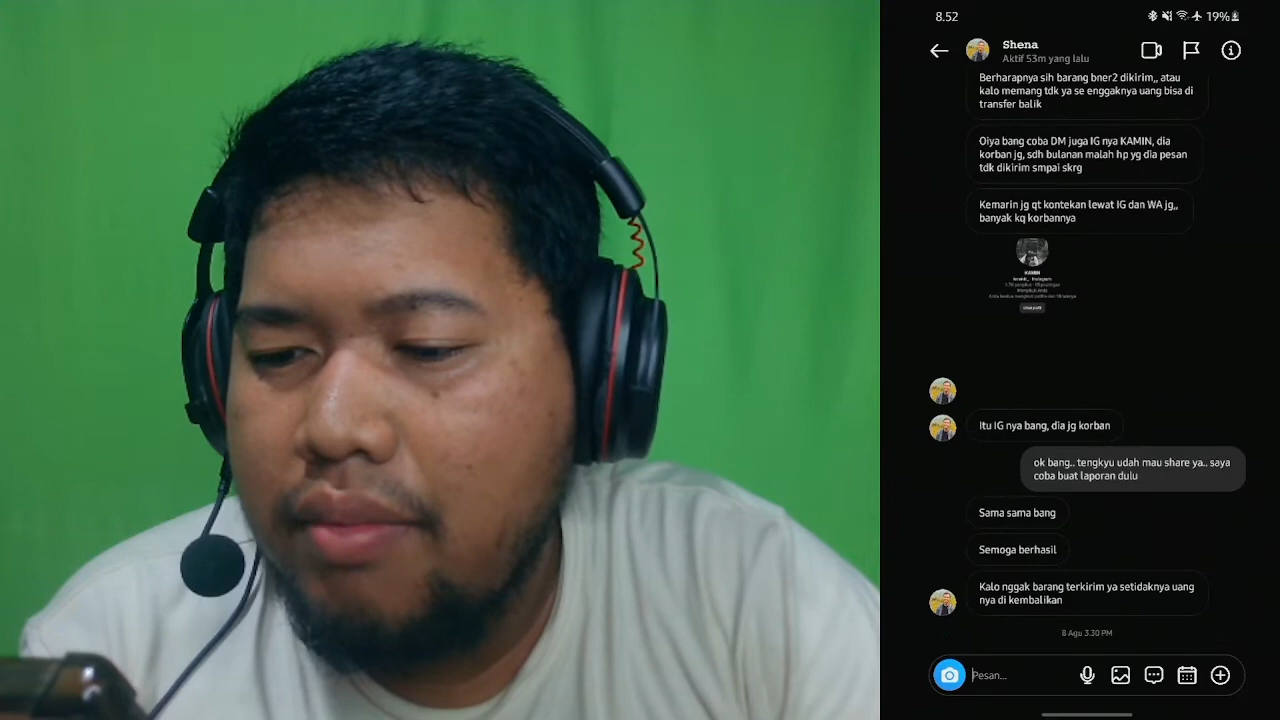 8.52
19%
Shena
Aktif 53m yang lalu
Berharapnya sih barang bner2 dikirim,, atau
kalo memang tdk ya se enggaknya uang bisa di
transfer balik
Oiya bang coba DM juga IG nya KAMIN, dia
korban jg, sdh bulanan malah hp yg dia pesan
tdk dikirim smpai skrg
Kemarin jg qt kontekan lewat IG dan WA jg,,
banyak kq korbannya
KAMIN
Itu IG nya bang, dia jg korban
ok bang.. tengkyu udah mau share ya.. saya
coba buat laporan dulu
Sama sama bang
Semoga berhasil
Kalo nggak barang terkirim ya setidaknya uang
nya di kembalikan
8 Agu 3.30 PM
Pesan...